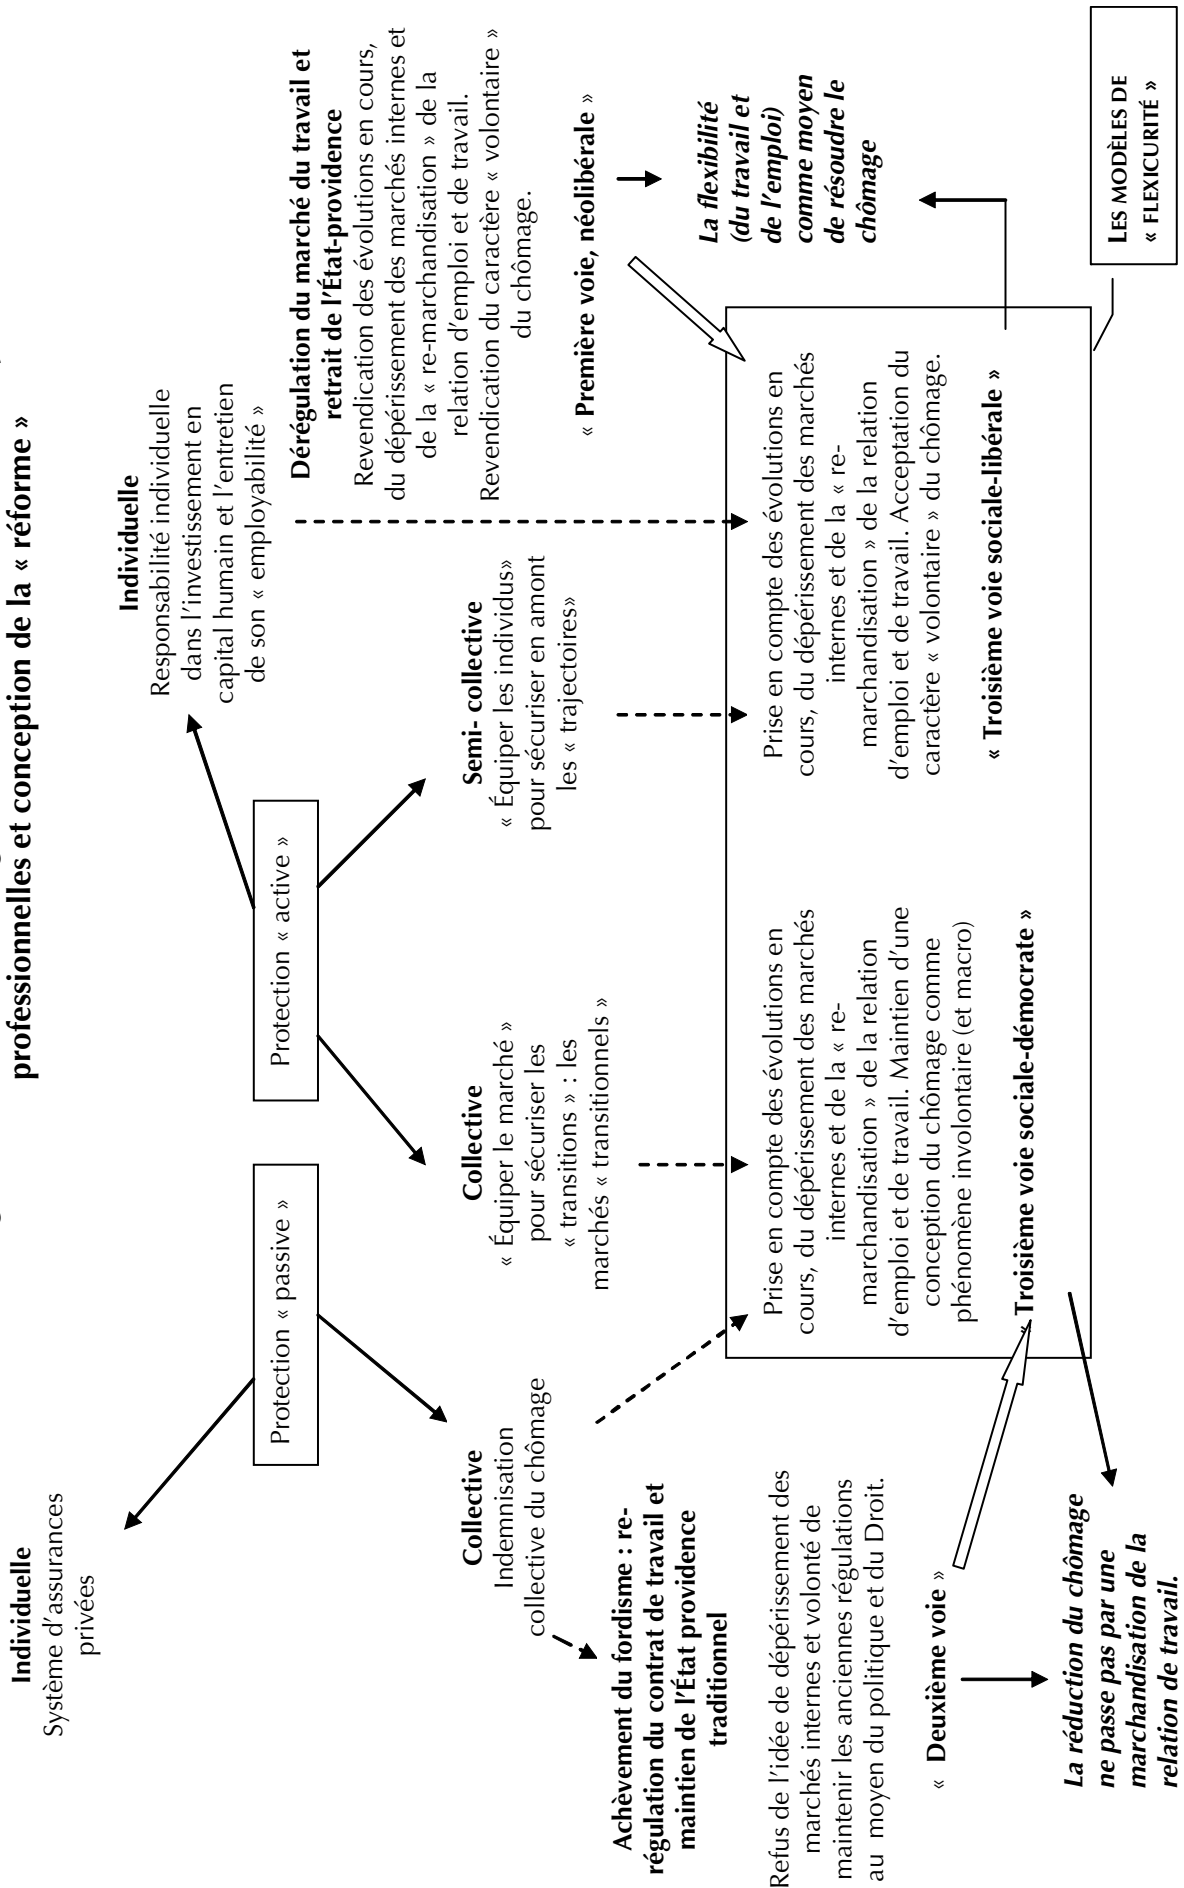 professionnelles et conception de la « réforme »
Individuelle
Système d'assurances
privées
Protection « passive »
Protection « active »
Individuelle
Responsabilité individuelle
dans l'investissement en
capital humain et l'entretien
de son « employabilité »
Collective
Indemnisation
collective du chômage
Collective
« Équiper le marché »
pour sécuriser les
« transitions » : les
marchés « transitionnels »
Semi- collective
« Équiper les individus»
pour sécuriser en amont
les « trajectoires»
Dérégulation du marché du travail et
retrait de l'État-providence
Revendication des évolutions en cours,
du dépérissement des marchés internes et
de la « re-marchandisation » de la
relation d'emploi et de travail.
Revendication du caractère « volontaire »
du chômage.
« Première voie, néolibérale »
Achèvement du fordisme : re-
régulation du contrat de travail et
maintien de l'État providence
traditionnel
Refus de l'idée de dépérissement des
marchés internes et volonté de
maintenir les anciennes régulations
au moyen du politique et du Droit.
« Deuxième voie »
Prise en compte des évolutions en
cours, du dépérissement des marchés
internes et de la « re-
marchandisation » de la relation
d'emploi et de travail. Maintien d'une
conception du chômage comme
phénomène involontaire (et macro)
« Troisième voie sociale-démocrate »
Prise en compte des évolutions en
cours, du dépérissement des marchés
internes et de la « re-
marchandisation » de la relation
d'emploi et de travail. Acceptation du
caractère « volontaire » du chômage.
« Troisième voie sociale-libérale »
La flexibilité
(du travail et
de l'emploi)
comme moyen
de résoudre le
chômage
La réduction du chômage
ne passe pas par une
marchandisation de la
relation de travail.
LES MODÈLES DE
« FLEXICURITÉ »